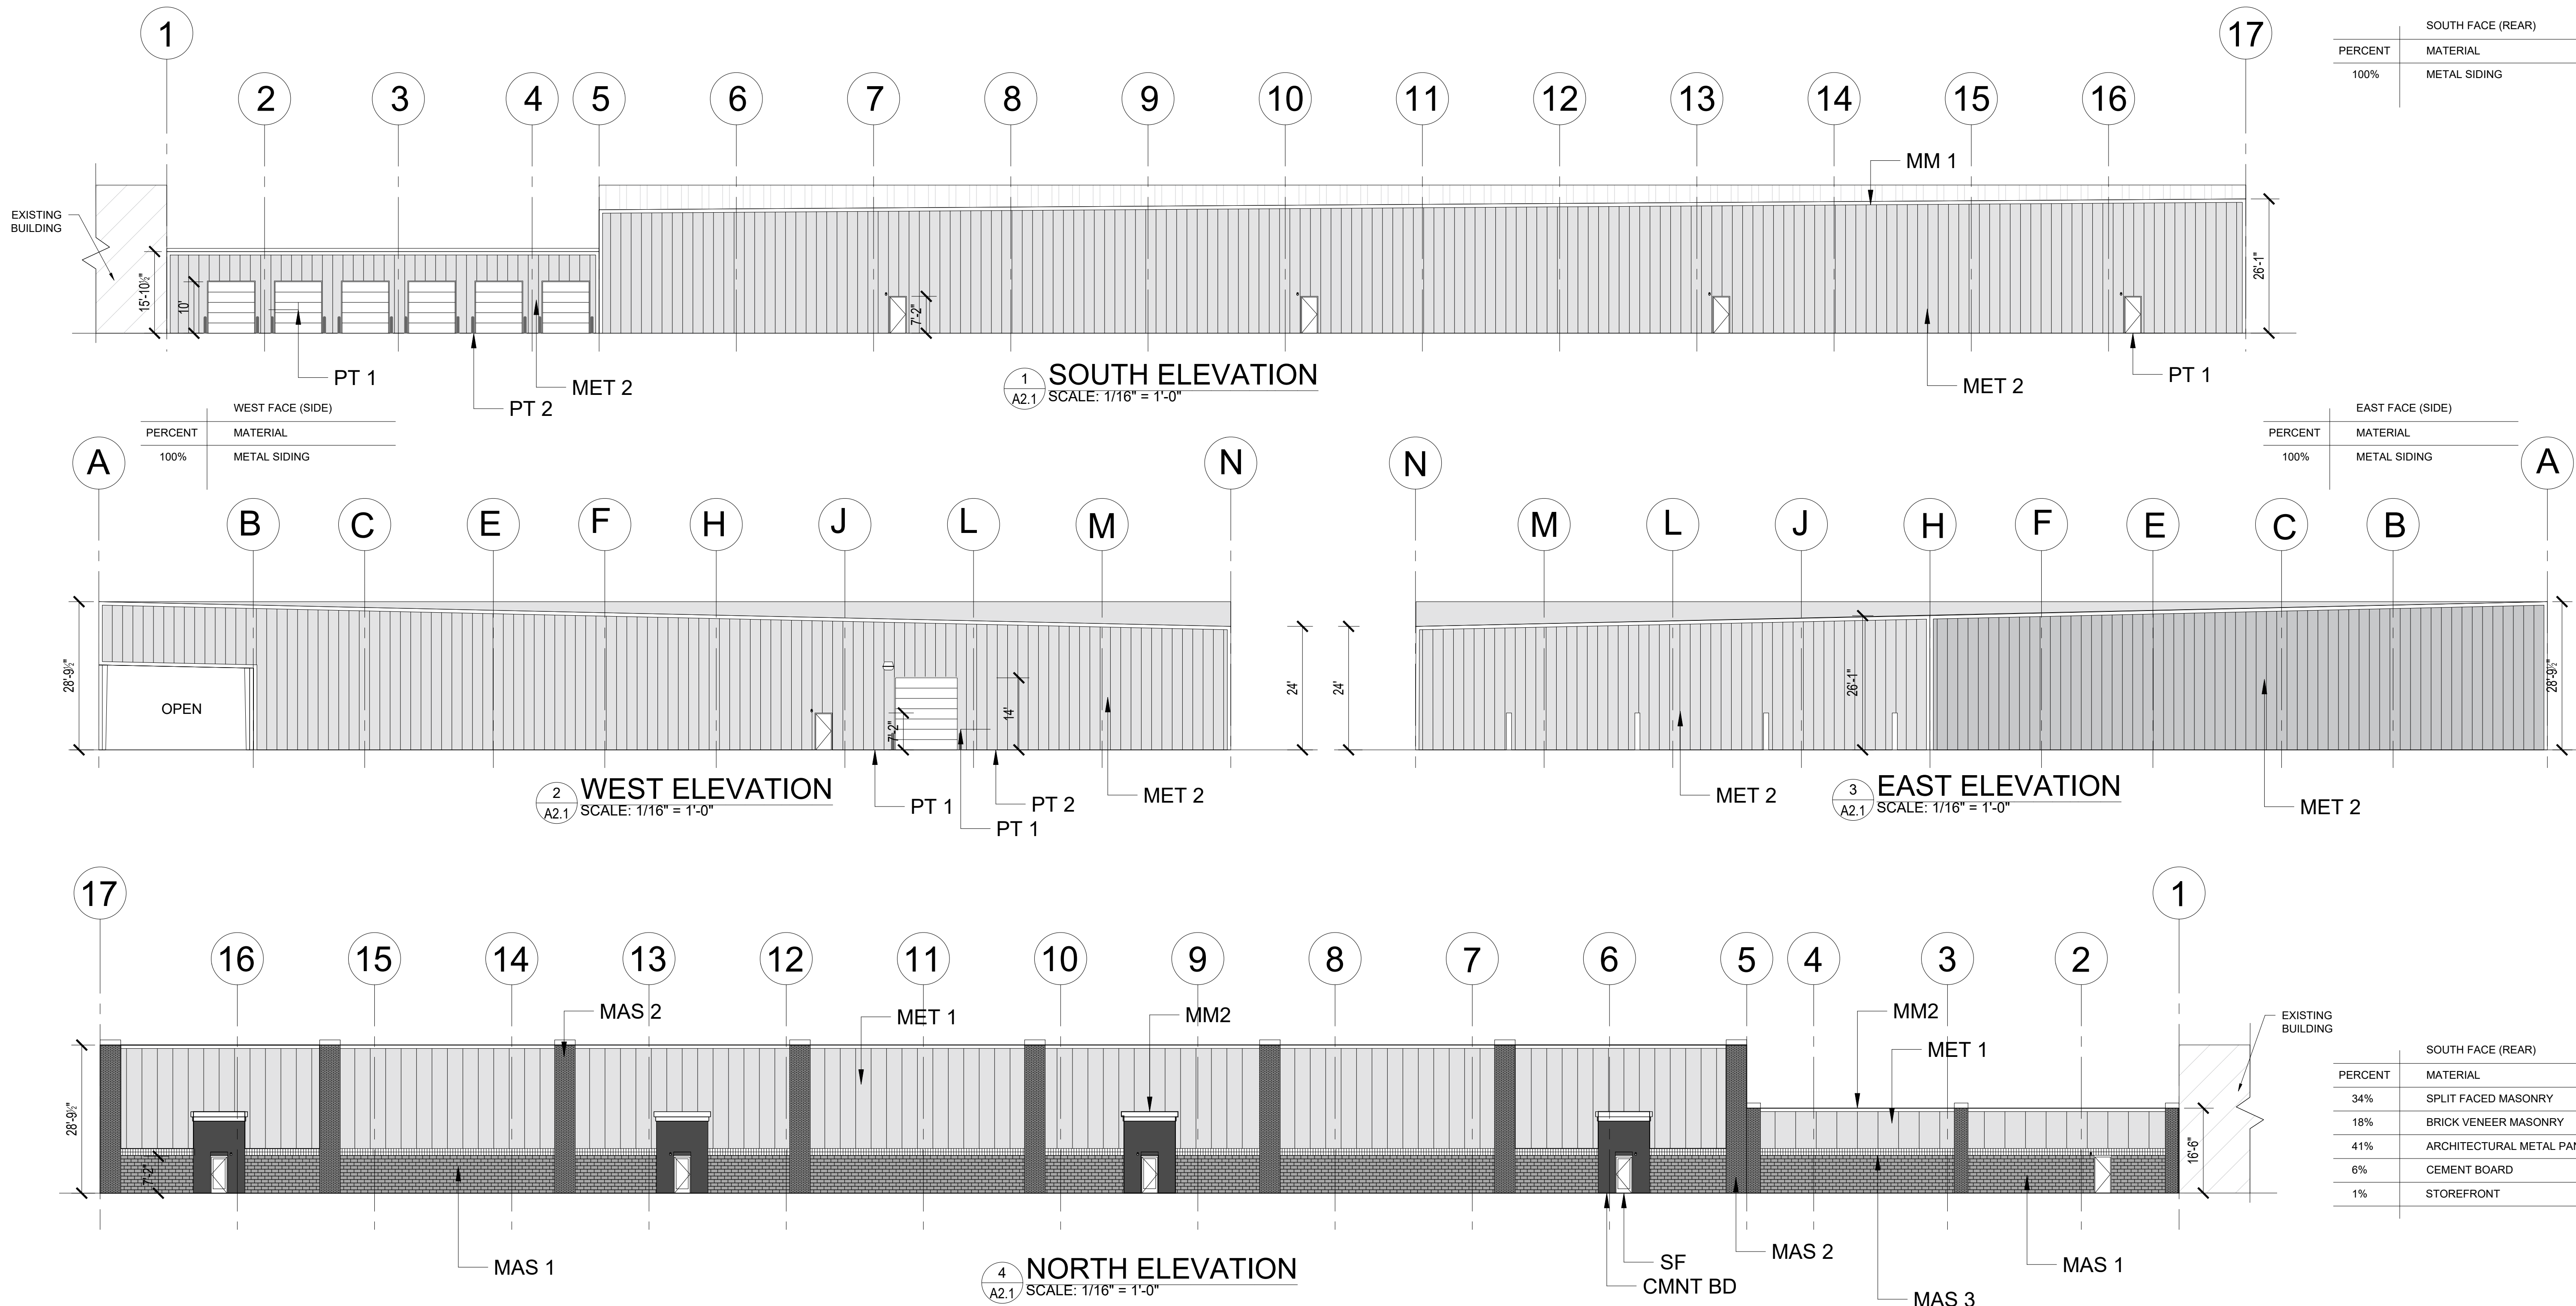 1
17
2
3
4
5
6
7
8
9
10
11
12
13
14
15
16
SOUTH FACE (REAR)
PERCENT MATERIAL
100% METAL SIDING
MM 1
EXISTING
BUILDING
15'-10½"
10'
7'-2"
26'-1"
PT 1
PT 2
MET 2
MET 2
PT 1
1
A2.1
SOUTH ELEVATION
SCALE: 1/16" = 1'-0"
WEST FACE (SIDE)
PERCENT MATERIAL
100% METAL SIDING
EAST FACE (SIDE)
PERCENT MATERIAL
100% METAL SIDING
A
N
B
C
E
F
H
J
L
M
28'-9½"
OPEN
7'-2"
14'
24'
PT 1
PT 1
PT 2
MET 2
2
A2.1
WEST ELEVATION
SCALE: 1/16" = 1'-0"
N
A
M
L
J
H
F
E
C
B
24'
26'-1"
28'-9½"
MET 2
MET 2
3
A2.1
EAST ELEVATION
SCALE: 1/16" = 1'-0"
17
1
16
15
14
13
12
11
10
9
8
7
6
5
4
3
2
MAS 2
MET 1
MM2
MM2
MET 1
EXISTING
BUILDING
28'-9½"
7'-2"
16'-6"
MAS 1
SF
CMNT BD
MAS 2
MAS 3
MAS 1
4
A2.1
NORTH ELEVATION
SCALE: 1/16" = 1'-0"
SOUTH FACE (REAR)
PERCENT MATERIAL
34% SPLIT FACED MASONRY
18% BRICK VENEER MASONRY
41% ARCHITECTURAL METAL PAN
6% CEMENT BOARD
1% STOREFRONT